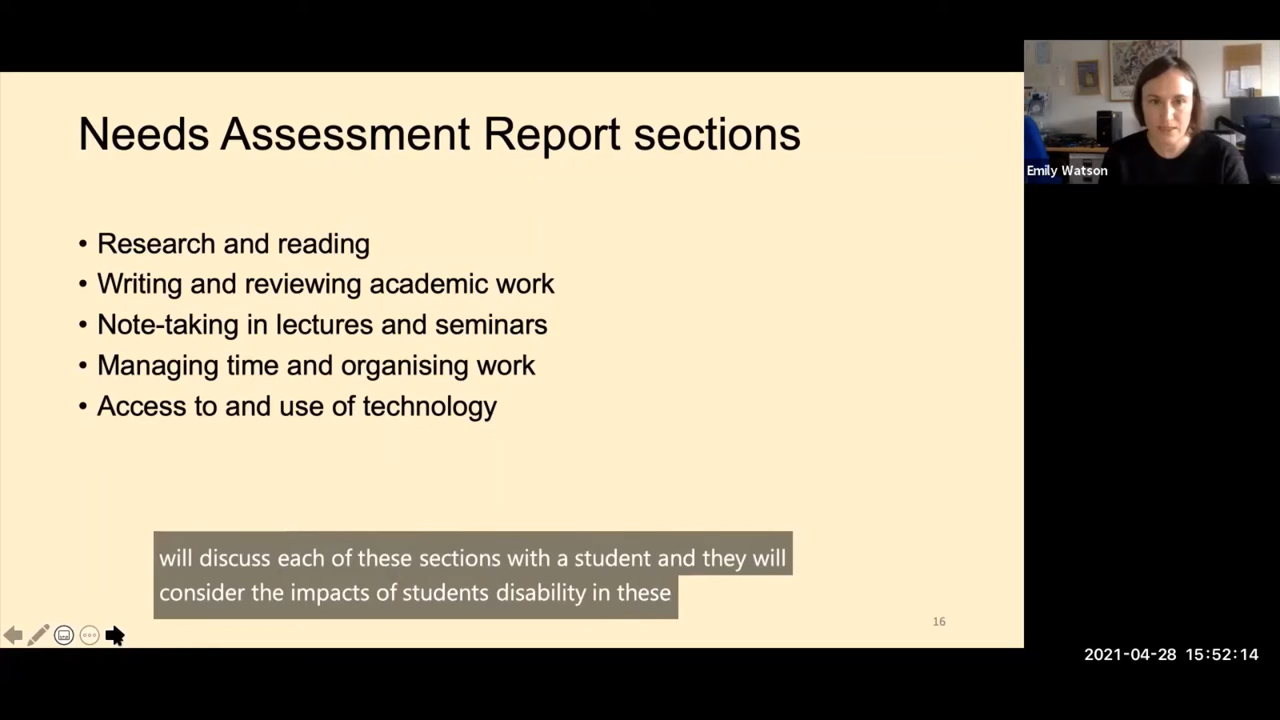 Needs Assessment Report sections
• Research and reading
• Writing and reviewing academic work
• Note-taking in lectures and seminars
• Managing time and organising work
• Access to and use of technology
will discuss each of these sections with a student and they will
consider the impacts of students disability in these
16
Emily Watson
2021-04-28 15:52:14